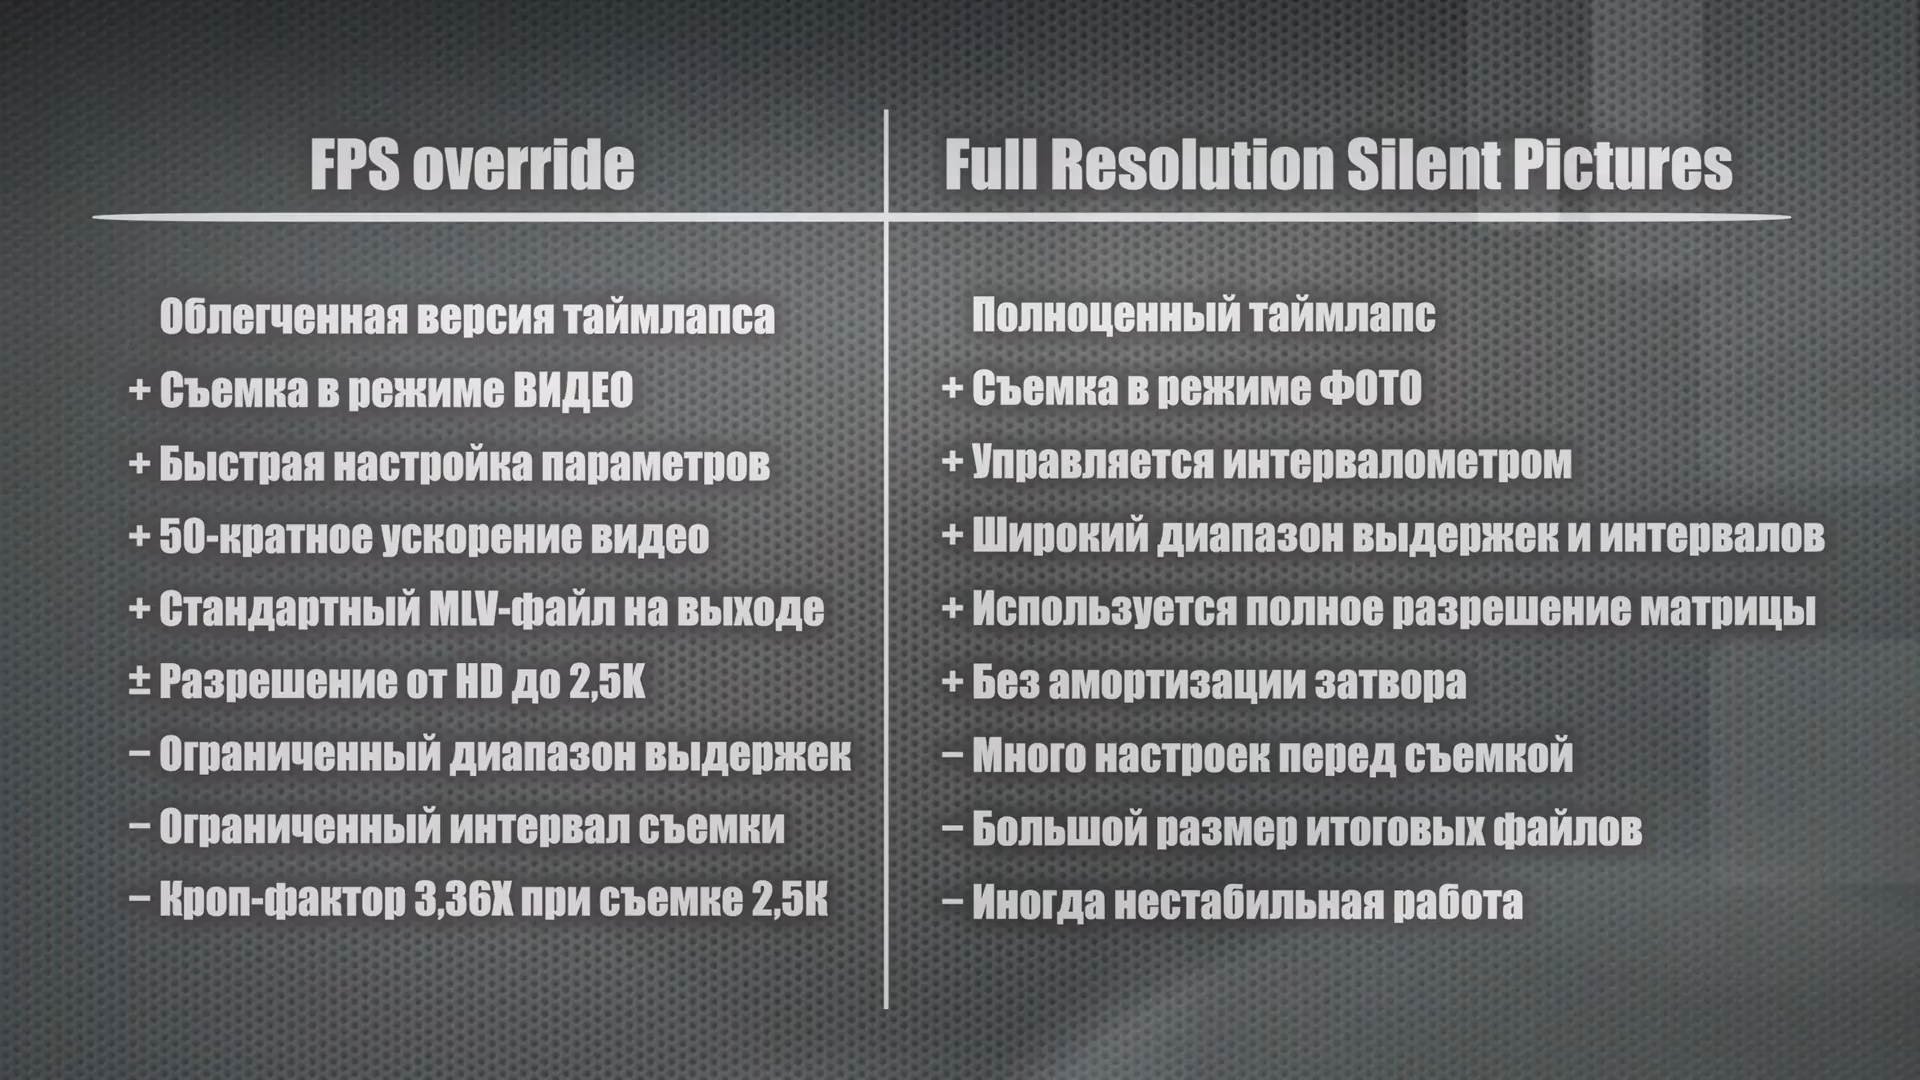 FPS override
Облегченная версия таймлапса
+ Съемка в режиме ВИДЕО
+ Быстрая настройка параметров
+ 50-кратное ускорение видео
+ Стандартный MLV-файл на выходе
± Разрешение от HD до 2,5K
− Ограниченный диапазон выдержек
− Ограниченный интервал съемки
− Кроп-фактор 3,36X при съемке 2,5К
Full Resolution Silent Pictures
Полноценный таймлапс
+ Съемка в режиме ФОТО
+ Управляется интервалометром
+ Широкий диапазон выдержек и интервалов
+ Используется полное разрешение матрицы
+ Без амортизации затвора
− Много настроек перед съемкой
− Большой размер итоговых файлов
− Иногда нестабильная работа